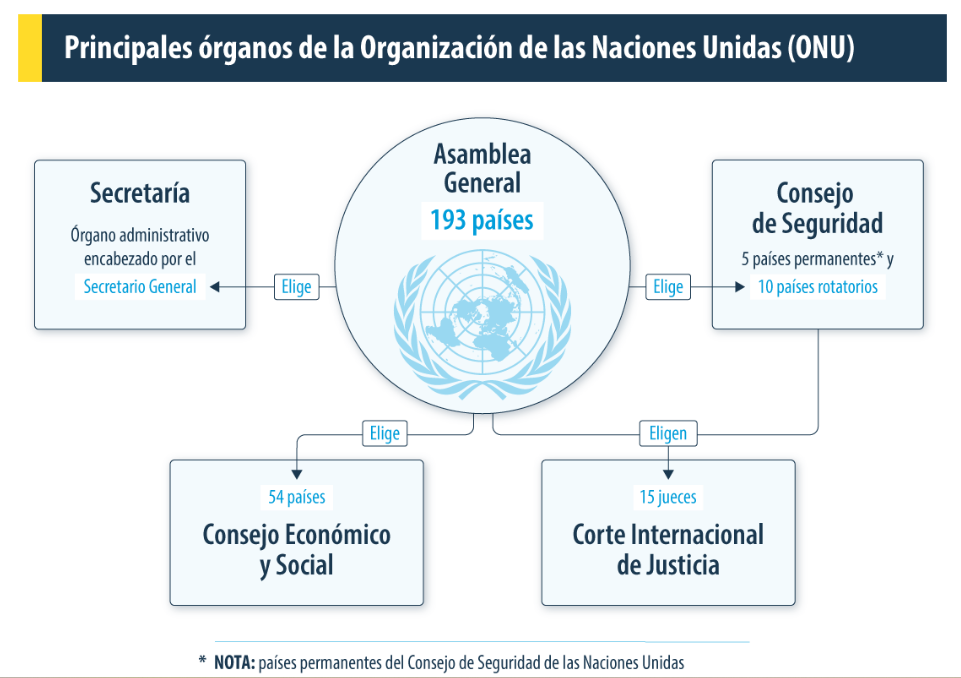 Principales órganos de la Organización de las Naciones Unidas (ONU)
Asamblea
General
193 países
Secretaría
Órgano administrativo
encabezado por el
Secretario General
Elige
Elige
Consejo
de Seguridad
5 países permanentes* y
10 países rotatorios
Elige
Eligen
54 países
Consejo Económico
y Social
15 jueces
Corte Internacional
de Justicia
* NOTA: países permanentes del Consejo de Seguridad de las Naciones Unidas